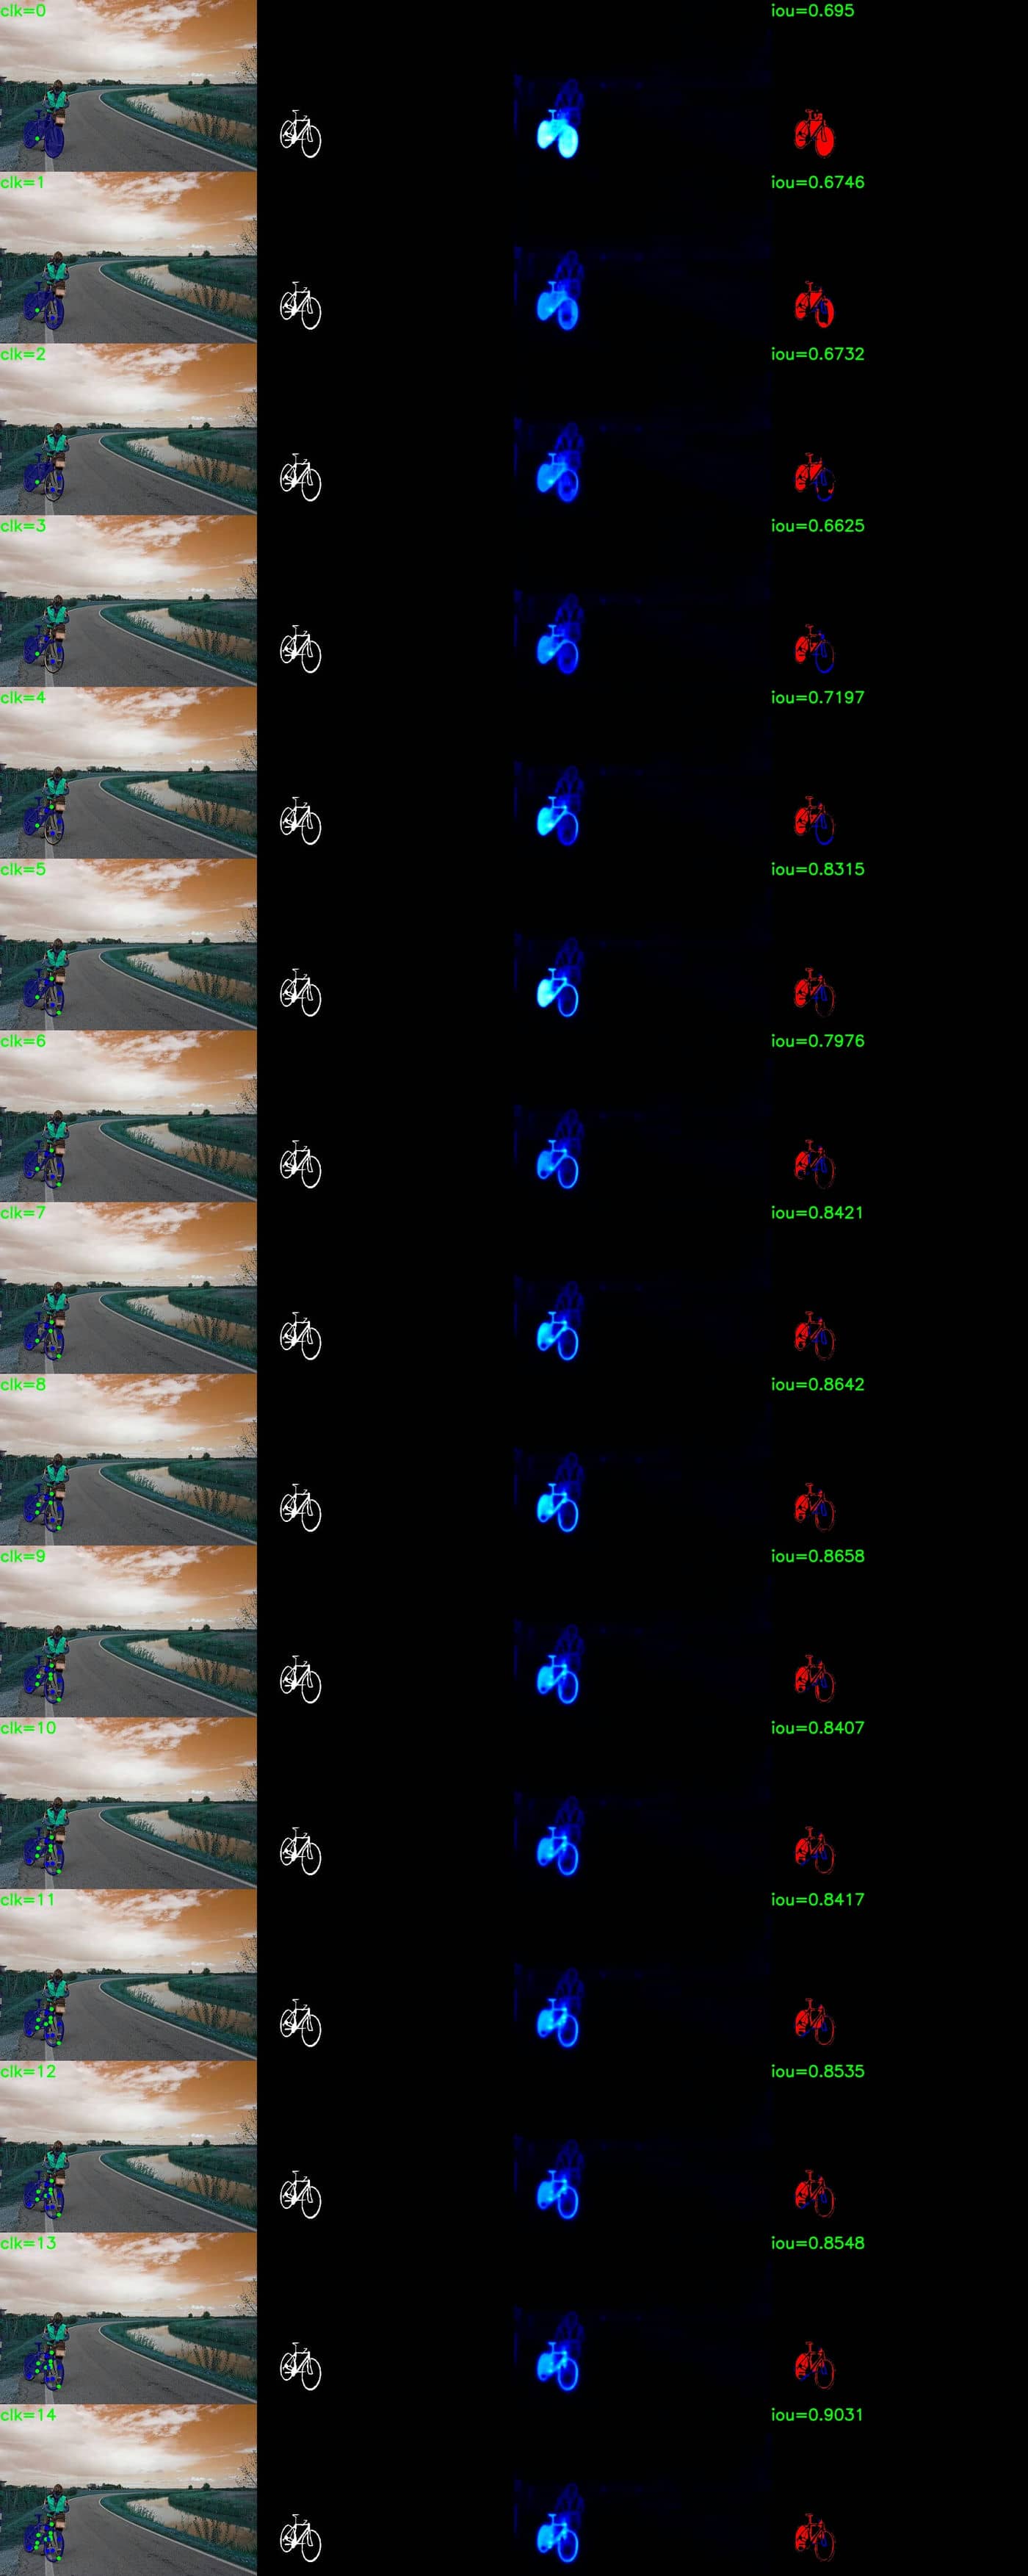 clk=0 iou=0.695
clk=1 iou=0.6746
clk=2 iou=0.6732
clk=3 iou=0.6625
clk=4 iou=0.7197
clk=5 iou=0.8315
clk=6 iou=0.7976
clk=7 iou=0.8421
clk=8 iou=0.8642
clk=9 iou=0.8658
clk=10 iou=0.8407
clk=11 iou=0.8417
clk=12 iou=0.8535
clk=13 iou=0.8548
clk=14 iou=0.9031